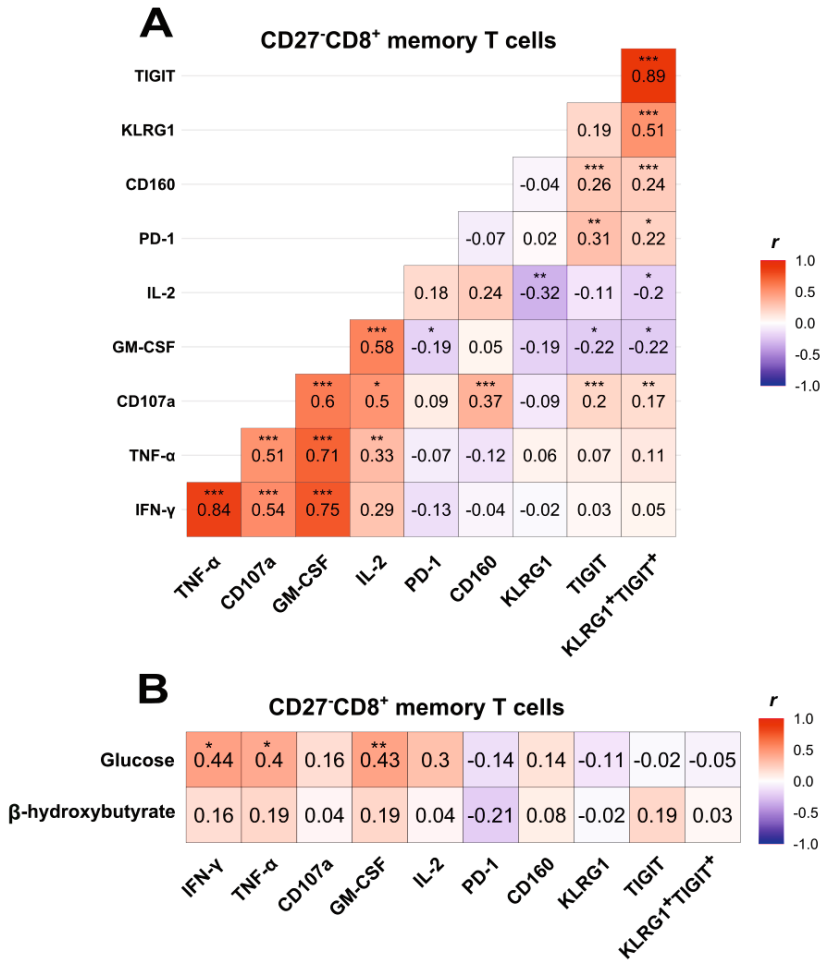 A
CD27⁻CD8⁺ memory T cells
TIGIT *** 0.89
KLRG1 0.19 *** 0.51
CD160 -0.04 *** 0.26 *** 0.24
PD-1 -0.07 0.02 ** 0.31 * 0.22
IL-2 0.18 0.24 ** -0.32 -0.11 * -0.2
GM-CSF *** 0.58 * -0.19 0.05 -0.19 * -0.22 * -0.22
CD107a *** 0.6 * 0.5 0.09 *** 0.37 -0.09 *** 0.2 ** 0.17
TNF-α *** 0.51 *** 0.71 ** 0.33 -0.07 -0.12 0.06 0.07 0.11
IFN-γ *** 0.84 *** 0.54 *** 0.75 0.29 -0.13 -0.04 -0.02 0.03 0.05
TNF-α CD107a GM-CSF IL-2 PD-1 CD160 KLRG1 TIGIT KLRG1⁺TIGIT⁺
r
1.0
0.5
0.0
-0.5
-1.0
B
CD27⁻CD8⁺ memory T cells
Glucose * 0.44 * 0.4 0.16 ** 0.43 0.3 -0.14 0.14 -0.11 -0.02 -0.05
β-hydroxybutyrate 0.16 0.19 0.04 0.19 0.04 -0.21 0.08 -0.02 0.19 0.03
IFN-γ TNF-α CD107a GM-CSF IL-2 PD-1 CD160 KLRG1 TIGIT KLRG1⁺TIGIT⁺
r
1.0
0.5
0.0
-0.5
-1.0